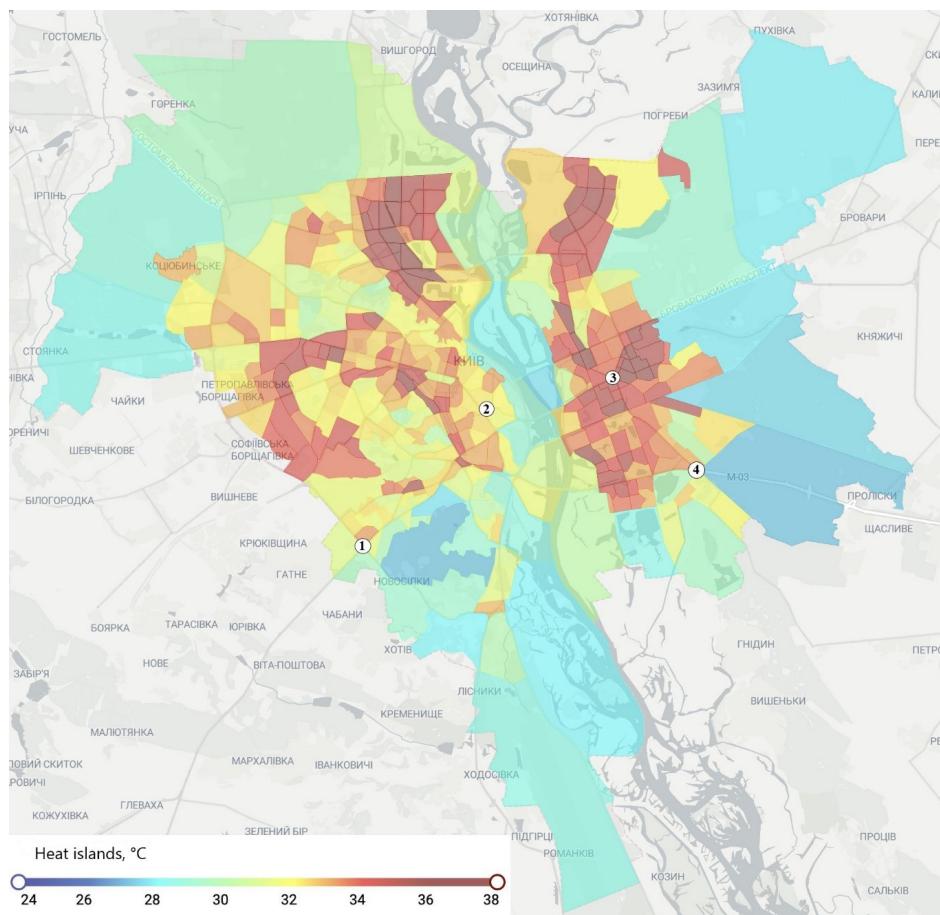 ГОСТОМЕЛЬ
ХОТЯНІВКА
ПУХІВКА
ВИШГОРОД
ОСЕЩИНА
ЗАЗИМ'Я
ГОРЕНКА
ПОГРЕБИ
ІРПІНЬ
БРОВАРИ
КОЦЮБИНСЬКЕ
БРОВАРСЬКИЙ ПРОСПЕКТ
КНЯЖИЧІ
СТОЯНКА
КИЇВ
ЧАЙКИ
ПЕТРОПАВЛІВСЬКА
БОРЩАГІВКА
3
2
СОФІЇВСЬКА
БОРЩАГІВКА
ШЕВЧЕНКОВЕ
4
М-03
ВИШНЕВЕ
БІЛОГОРОДКА
ПРОЛІСКИ
ЩАСЛИВЕ
КРЮКІВЩИНА
1
ГАТНЕ
НОВОСІЛКИ
ЧАБАНИ
БОЯРКА
ТАРАСІВКА
ЮРІВКА
ХОТІВ
ГНІДИН
НОВЕ
ВІТА-ПОШТОВА
ЗАБІР'Я
ЛІСНИКИ
ВИШЕНЬКИ
КРЕМЕНИЩЕ
МАЛЮТЯНКА
МАРХАЛІВКА
ІВАНКОВИЧІ
ХОДОСІВКА
ГЛЕВАХА
КОЖУХІВКА
ЗЕЛЕНИЙ БІР
ПІДГІРЦІ
ПРОЦІВ
РОМАНКІВ
КОЗИН
САЛЬКІВ
Heat islands, °C
24 26 28 30 32 34 36 38